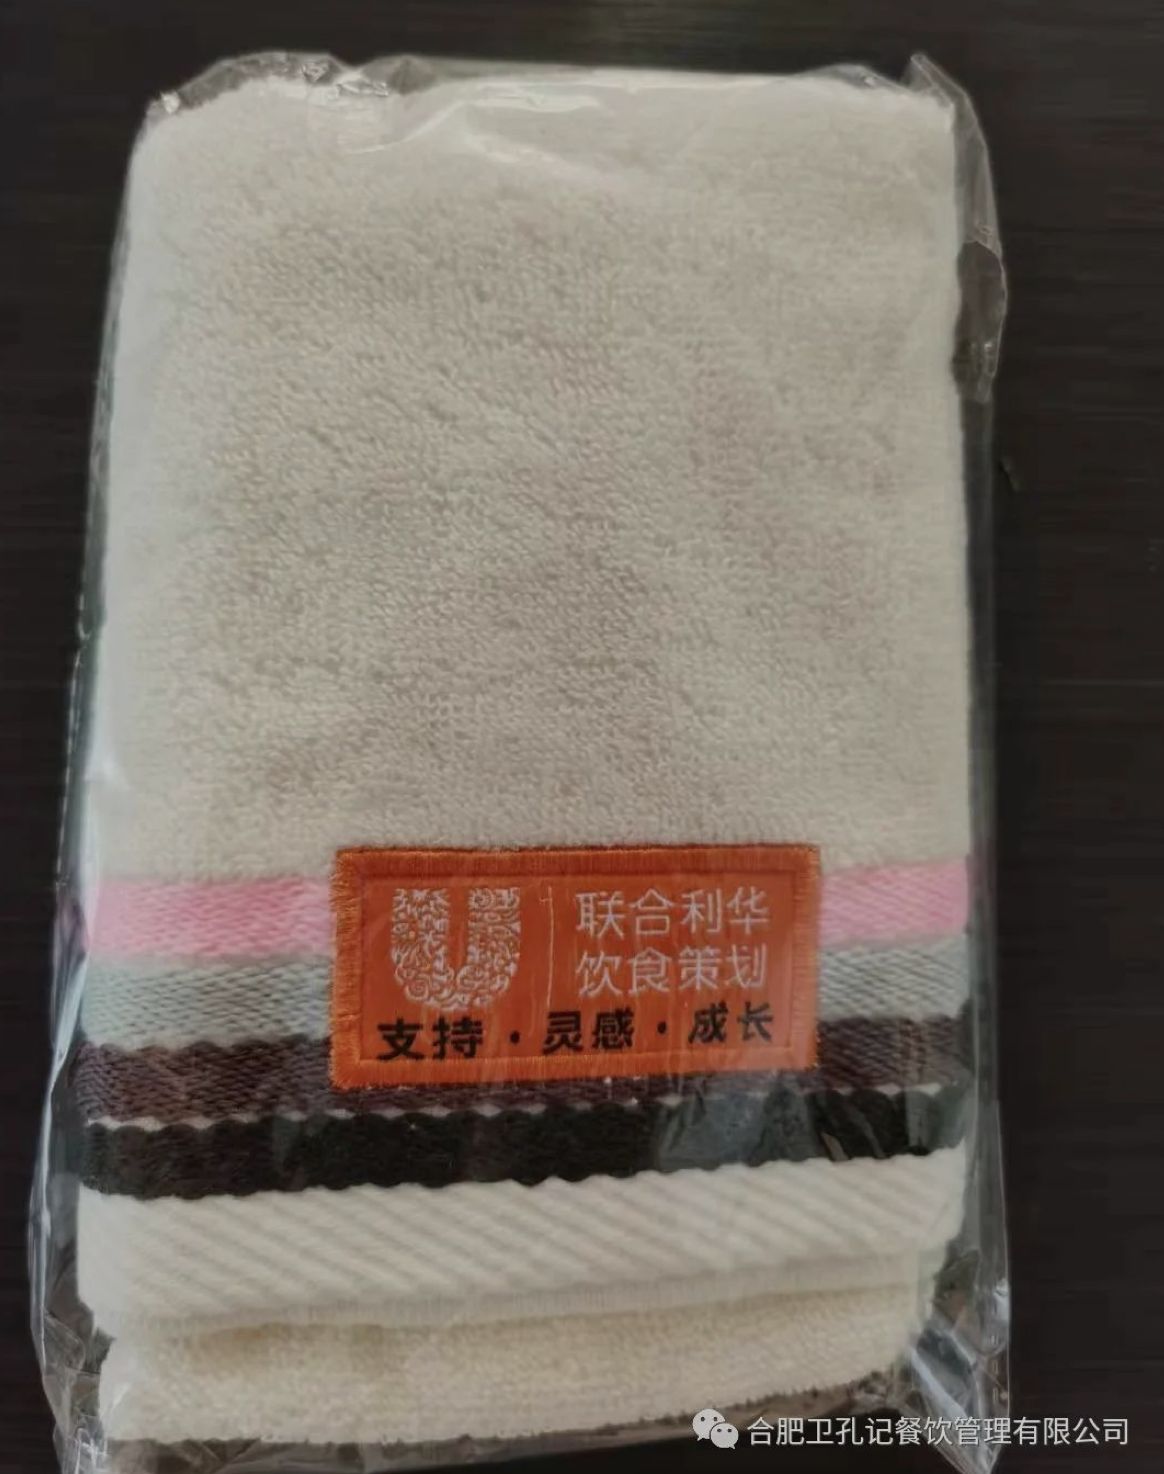 联合利华
饮食策划
支持·灵感·成长
合肥卫孔记餐饮管理有限公司